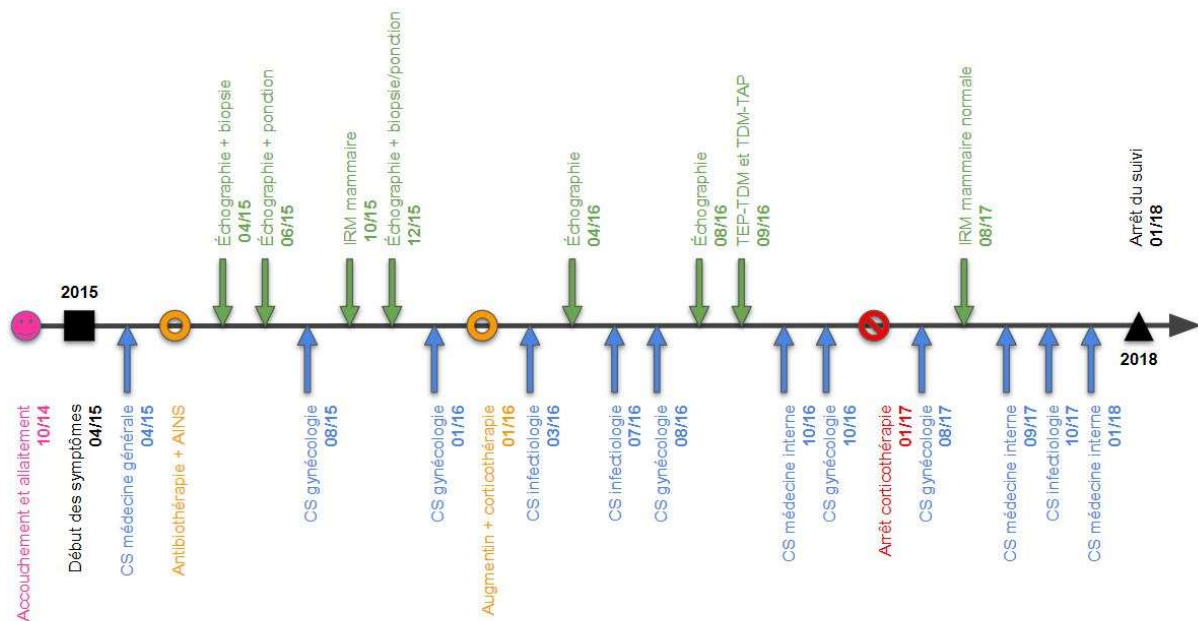 Échographie + biopsie
04/15
Échographie + ponction
06/15
IRM mammaire
10/15
Échographie + biopsie/ponction
12/15
Échographie
04/16
Échographie
08/16
TEP-TDM et TDM-TAP
09/16
IRM mammaire normale
08/17
Arrêt du suivi
01/18
2015
2018
Accouchement et allaitement
10/14
Début des symptômes
04/15
CS médecine générale
04/15
Antibiothérapie + AINS
CS gynécologie
08/15
CS gynécologie
01/16
Augmentin + corticothérapie
01/16
CS infectiologie
03/16
CS infectiologie
07/16
CS gynécologie
08/16
CS médecine interne
10/16
CS gynécologie
10/16
Arrêt corticothérapie
01/17
CS gynécologie
08/17
CS médecine interne
09/17
CS infectiologie
10/17
CS médecine interne
01/18